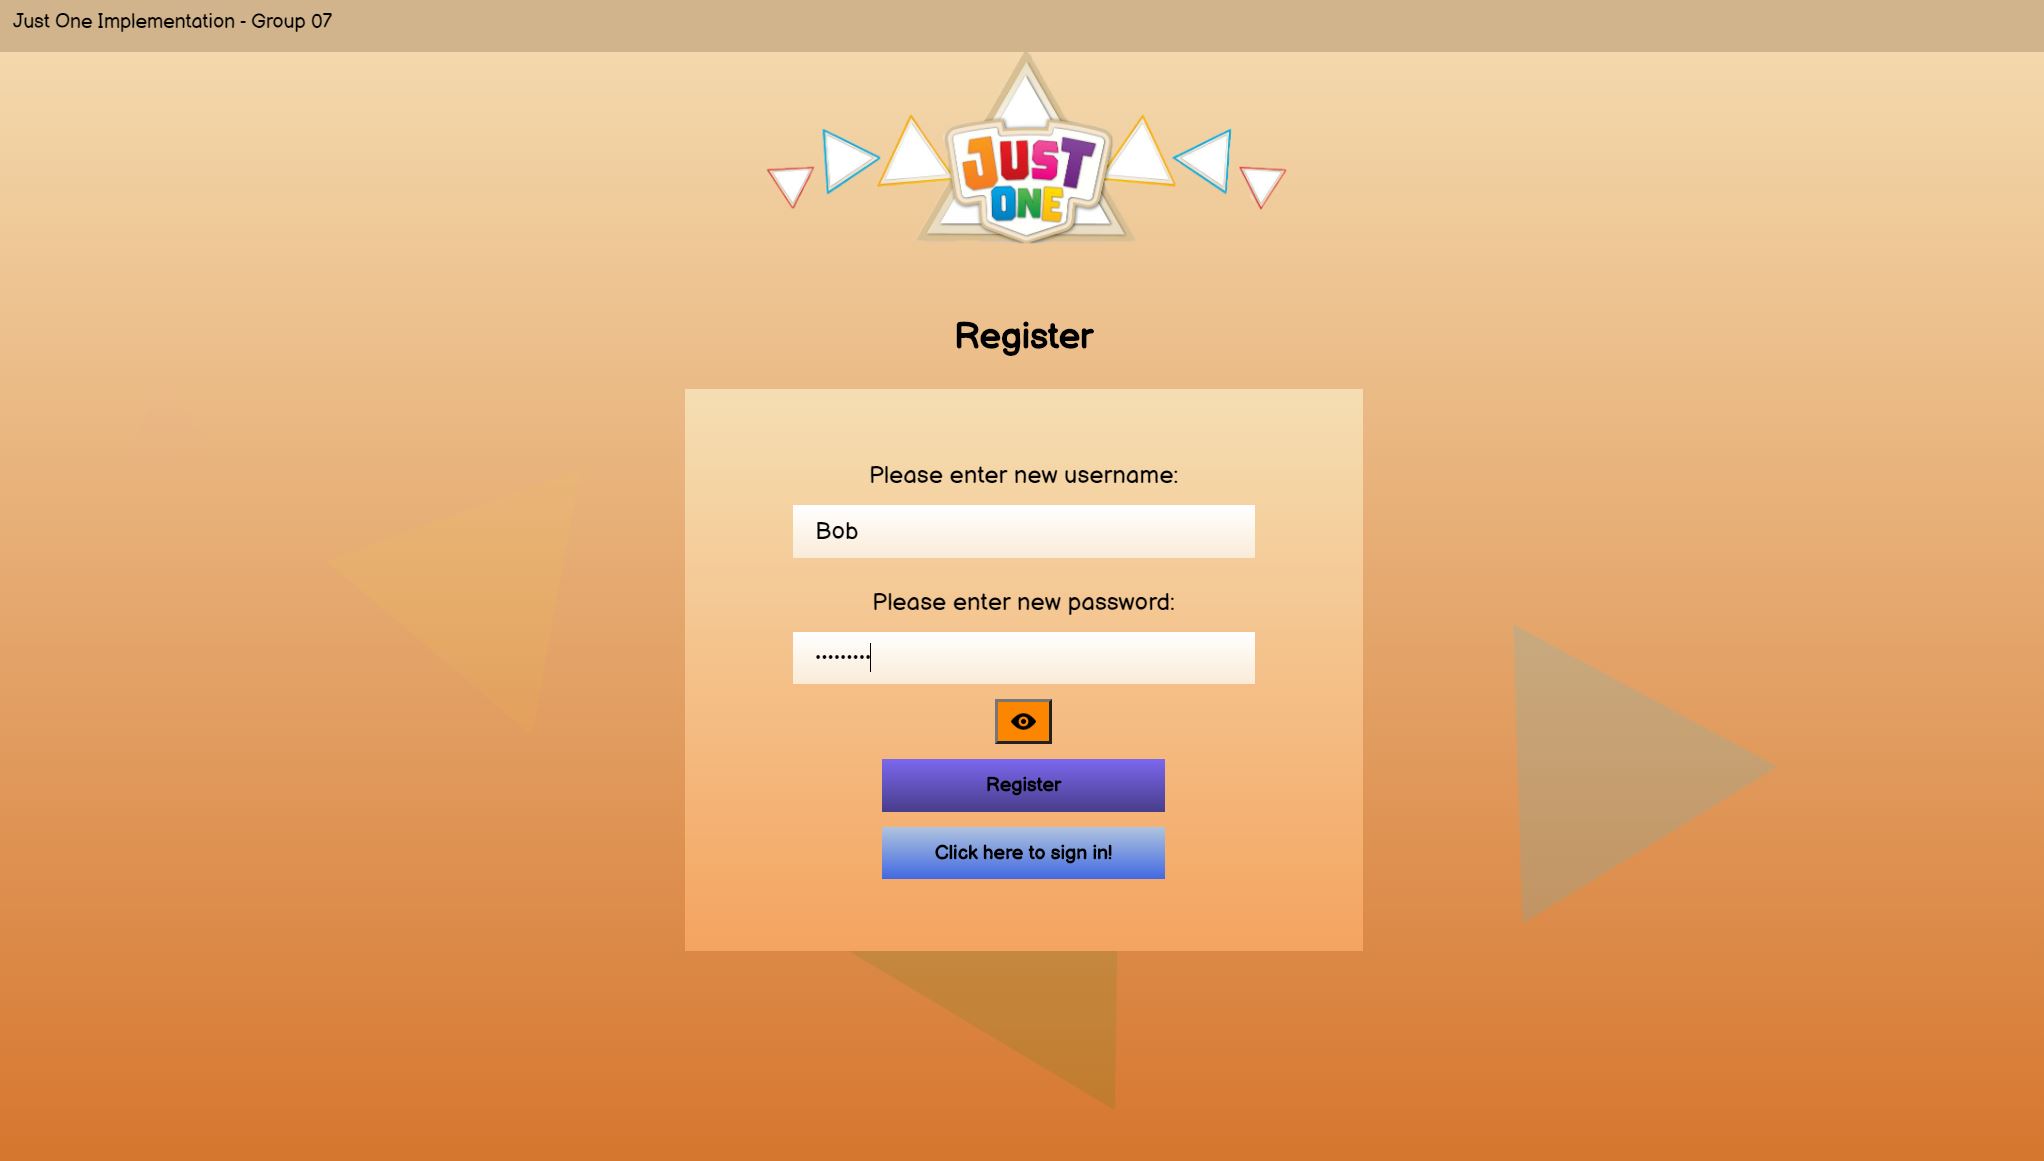 Just One Implementation - Group 07
JUST
ONE
Register
Please enter new username:
Bob
Please enter new password:
•••••••••
Register
Click here to sign in!